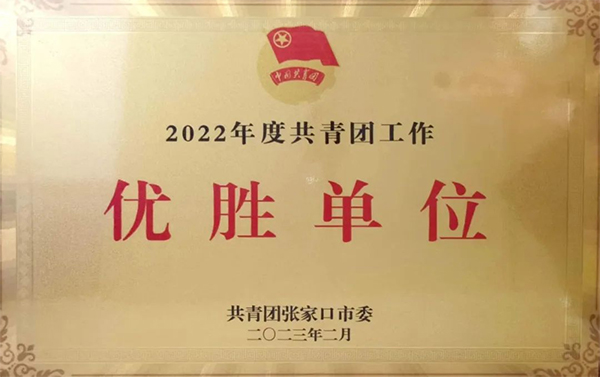 中国共青团
2022年度共青团工作
优胜单位
共青团张家口市委
二〇二三年二月